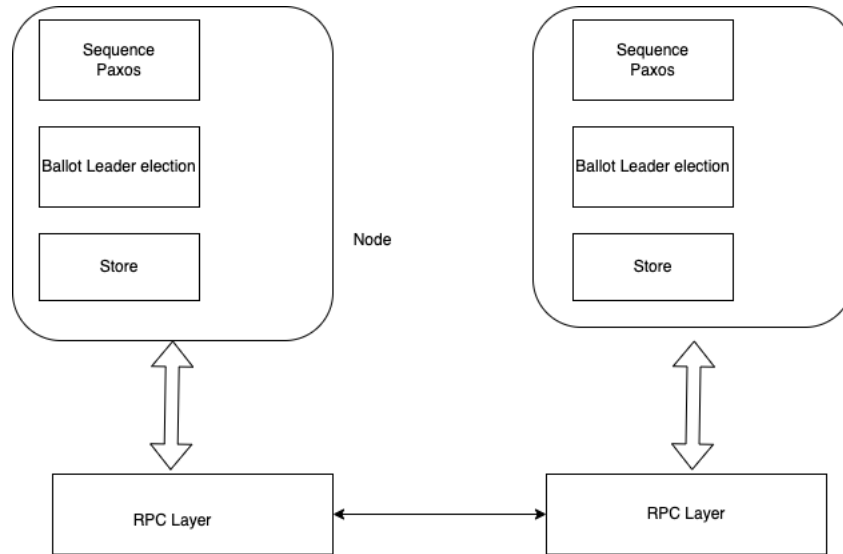 Sequence
Paxos
Ballot Leader election
Store
Node
Sequence
Paxos
Ballot Leader election
Store
RPC Layer
RPC Layer